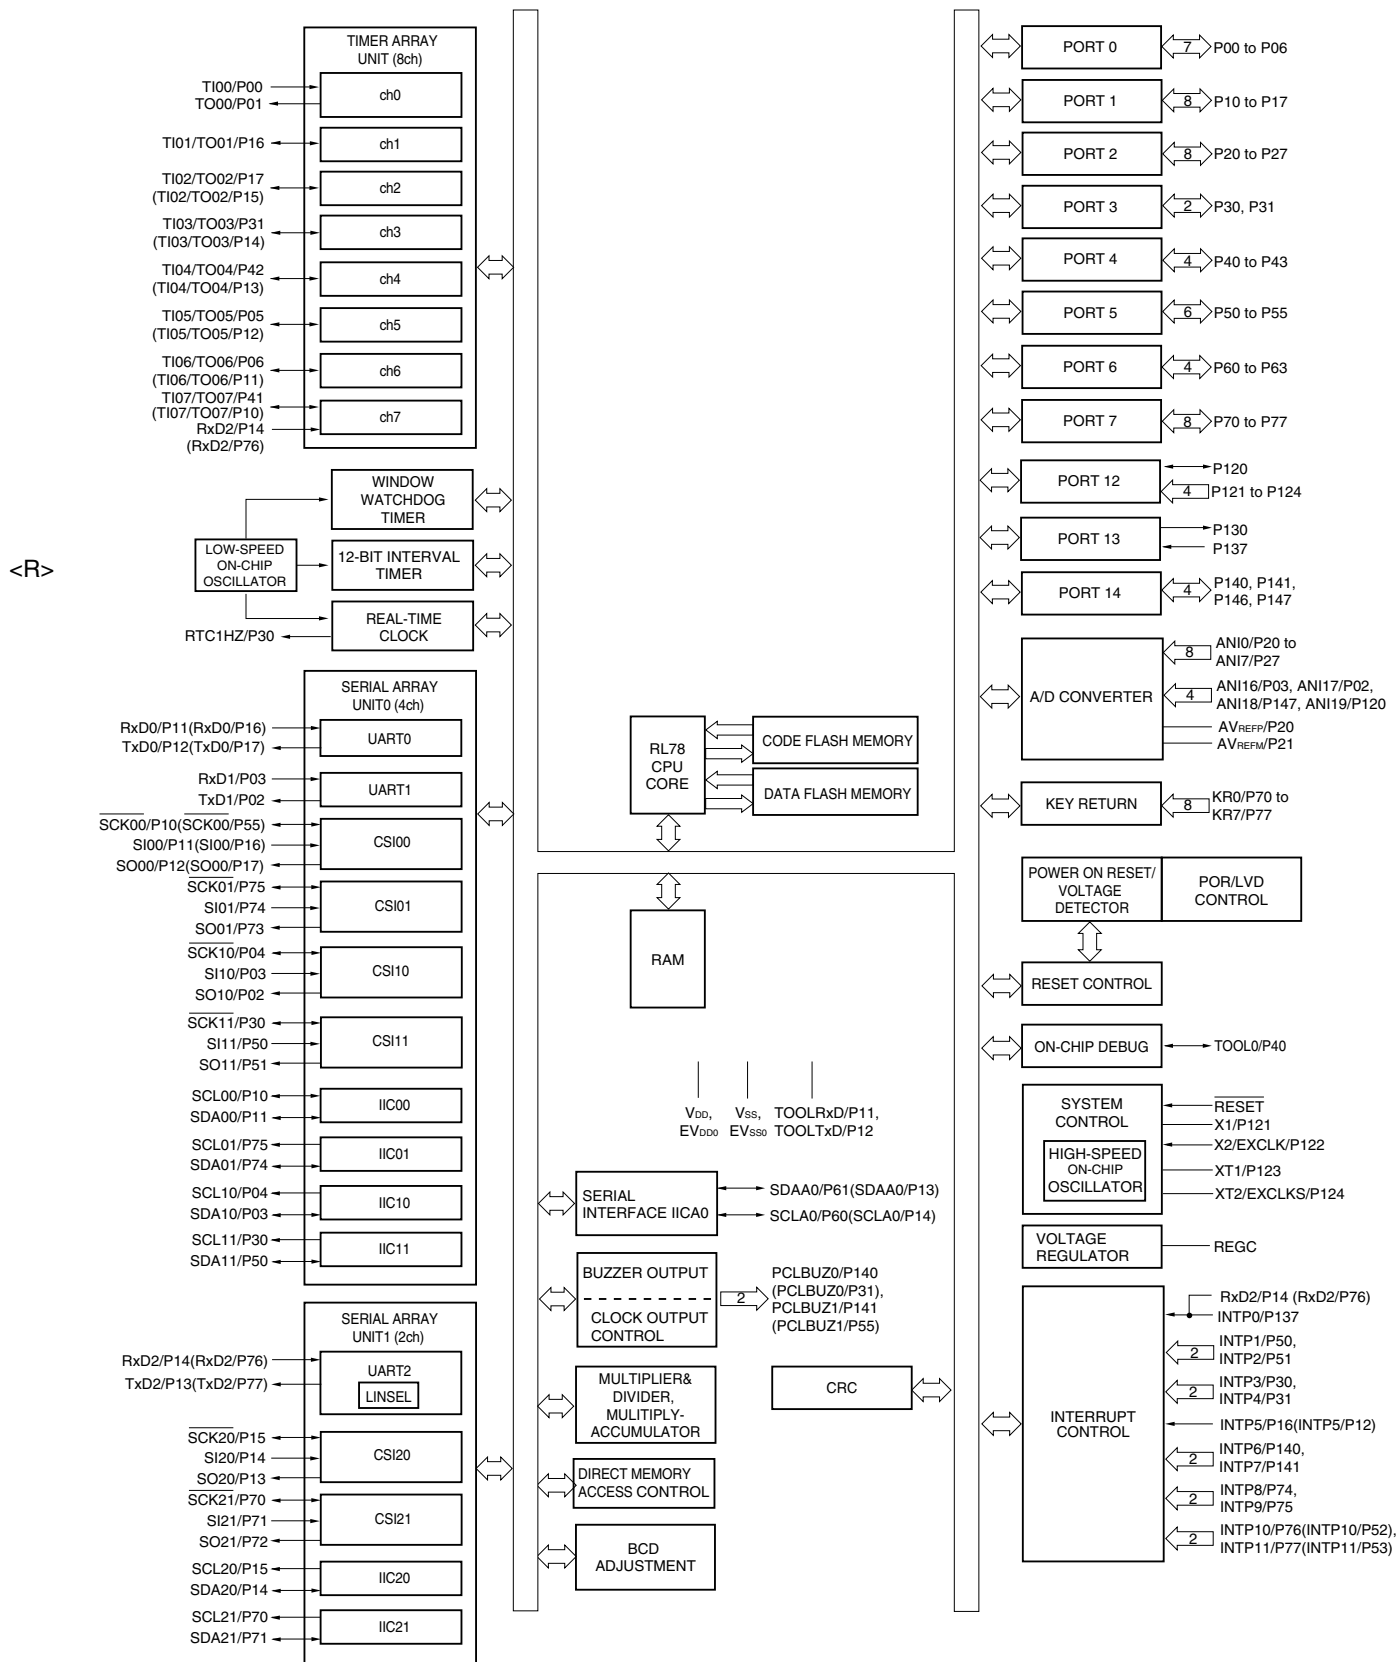 TIMER ARRAY
UNIT (8ch)
TI00/P00
TO00/P01
ch0
TI01/TO01/P16
ch1
TI02/TO02/P17
(TI02/TO02/P15)
ch2
TI03/TO03/P31
(TI03/TO03/P14)
ch3
TI04/TO04/P42
(TI04/TO04/P13)
ch4
TI05/TO05/P05
(TI05/TO05/P12)
ch5
TI06/TO06/P06
(TI06/TO06/P11)
ch6
TI07/TO07/P41
(TI07/TO07/P10)
RxD2/P14
(RxD2/P76)
ch7
<R>
WINDOW
WATCHDOG
TIMER
LOW-SPEED
ON-CHIP
OSCILLATOR
12-BIT INTERVAL
TIMER
REAL-TIME
CLOCK
RTC1HZ/P30
SERIAL ARRAY
UNIT0 (4ch)
RxD0/P11(RxD0/P16)
TxD0/P12(TxD0/P17)
UART0
RxD1/P03
TxD1/P02
UART1
SCK00/P10(SCK00/P55)
SI00/P11(SI00/P16)
SO00/P12(SO00/P17)
CSI00
SCK01/P75
SI01/P74
SO01/P73
CSI01
SCK10/P04
SI10/P03
SO10/P02
CSI10
SCK11/P30
SI11/P50
SO11/P51
CSI11
SCL00/P10
SDA00/P11
IIC00
SCL01/P75
SDA01/P74
IIC01
SCL10/P04
SDA10/P03
IIC10
SCL11/P30
SDA11/P50
IIC11
SERIAL ARRAY
UNIT1 (2ch)
RxD2/P14(RxD2/P76)
TxD2/P13(TxD2/P77)
UART2
LINSEL
SCK20/P15
SI20/P14
SO20/P13
CSI20
SCK21/P70
SI21/P71
SO21/P72
CSI21
SCL20/P15
SDA20/P14
IIC20
SCL21/P70
SDA21/P71
IIC21
RL78
CPU
CORE
CODE FLASH MEMORY
DATA FLASH MEMORY
RAM
VDD,
EVDD0
VSS,
EVSS0
TOOLRxD/P11,
TOOLTxD/P12
SERIAL
INTERFACE IICA0
SDAA0/P61(SDAA0/P13)
SCLA0/P60(SCLA0/P14)
BUZZER OUTPUT
CLOCK OUTPUT
CONTROL
2
PCLBUZ0/P140
(PCLBUZ0/P31),
PCLBUZ1/P141
(PCLBUZ1/P55)
MULTIPLIER&
DIVIDER,
MULITIPLY-
ACCUMULATOR
CRC
DIRECT MEMORY
ACCESS CONTROL
BCD
ADJUSTMENT
PORT 0
7
P00 to P06
PORT 1
8
P10 to P17
PORT 2
8
P20 to P27
PORT 3
2
P30, P31
PORT 4
4
P40 to P43
PORT 5
6
P50 to P55
PORT 6
4
P60 to P63
PORT 7
8
P70 to P77
PORT 12
P120
4
P121 to P124
PORT 13
P130
P137
PORT 14
4
P140, P141,
P146, P147
A/D CONVERTER
8
ANI0/P20 to
ANI7/P27
4
ANI16/P03, ANI17/P02,
ANI18/P147, ANI19/P120
AVREFP/P20
AVREFM/P21
KEY RETURN
8
KR0/P70 to
KR7/P77
POWER ON RESET/
VOLTAGE
DETECTOR
POR/LVD
CONTROL
RESET CONTROL
ON-CHIP DEBUG
TOOL0/P40
SYSTEM
CONTROL
HIGH-SPEED
ON-CHIP
OSCILLATOR
RESET
X1/P121
X2/EXCLK/P122
XT1/P123
XT2/EXCLKS/P124
VOLTAGE
REGULATOR
REGC
INTERRUPT
CONTROL
RxD2/P14 (RxD2/P76)
INTP0/P137
2
INTP1/P50,
INTP2/P51
2
INTP3/P30,
INTP4/P31
INTP5/P16(INTP5/P12)
2
INTP6/P140,
INTP7/P141
2
INTP8/P74,
INTP9/P75
2
INTP10/P76(INTP10/P52),
INTP11/P77(INTP11/P53)